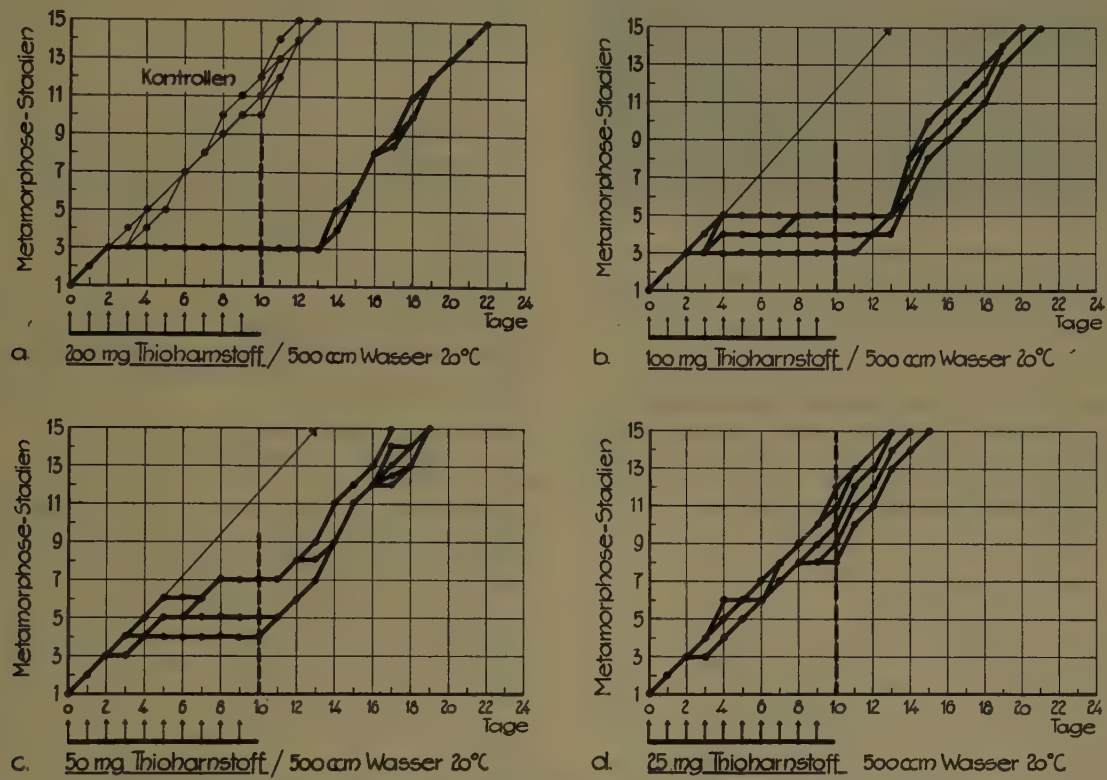 Metamorphose-Stadien
15
13
11
9
7
5
3
1
Kontrollen
0 2 4 6 8 10 12 14 16 18 20 22 24
Tage
a. 200 mg Thioharnstoff / 500 ccm Wasser 20°C
Metamorphose-Stadien
15
13
11
9
7
5
3
1
0 2 4 6 8 10 12 14 16 18 20 22 24
Tage
b. 100 mg Thioharnstoff / 500 ccm Wasser 20°C
Metamorphose-Stadien
15
13
11
9
7
5
3
1
0 2 4 6 8 10 12 14 16 18 20 22 24
Tage
c. 50 mg Thioharnstoff / 500 ccm Wasser 20°C
Metamorphose-Stadien
15
13
11
9
7
5
3
1
0 2 4 6 8 10 12 14 16 18 20 22 24
Tage
d. 25 mg Thioharnstoff 500 ccm Wasser 20°C